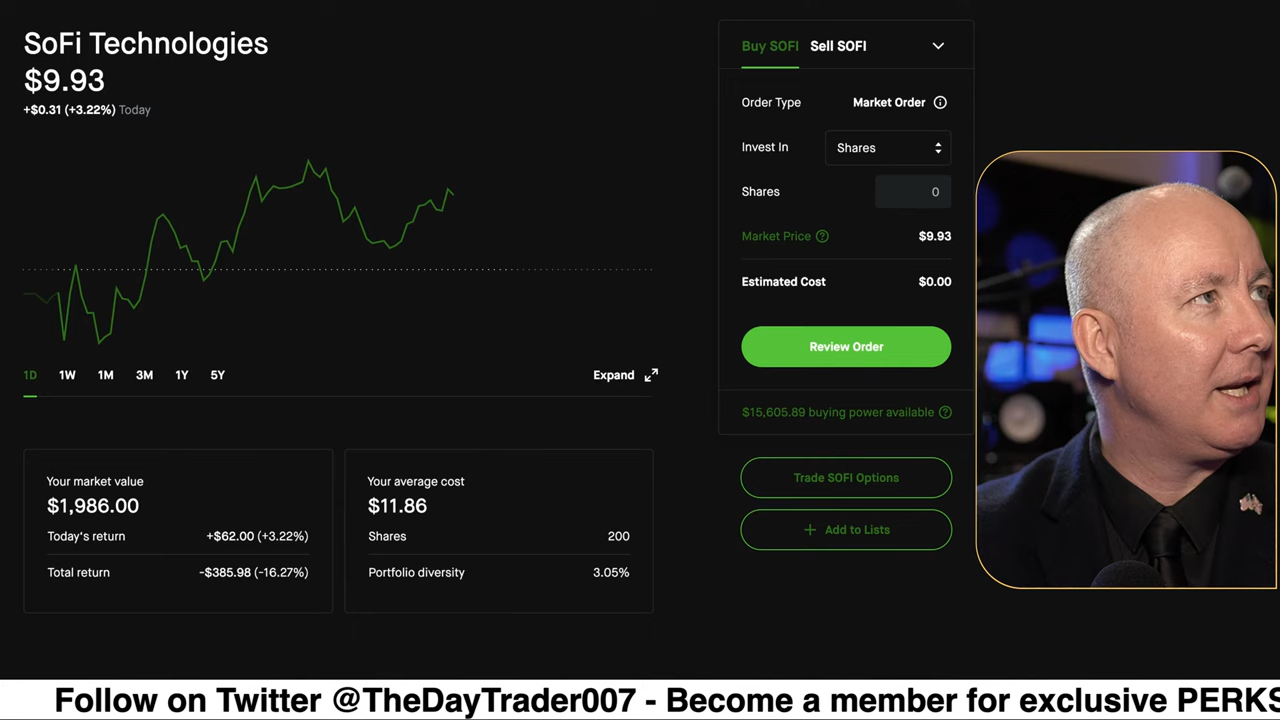 SoFi Technologies
$9.93
+$0.31 (+3.22%) Today
1D 1W 1M 3M 1Y 5Y
Expand
Your market value
$1,986.00
Today's return +$62.00 (+3.22%)
Total return -$385.98 (-16.27%)
Your average cost
$11.86
Shares 200
Portfolio diversity 3.05%
Buy SOFI Sell SOFI
Order Type Market Order
Invest In Shares
Shares 0
Market Price $9.93
Estimated Cost $0.00
Review Order
$15,605.89 buying power available
Trade SOFI Options
+ Add to Lists
Follow on Twitter @TheDayTrader007 - Become a member for exclusive PERKS